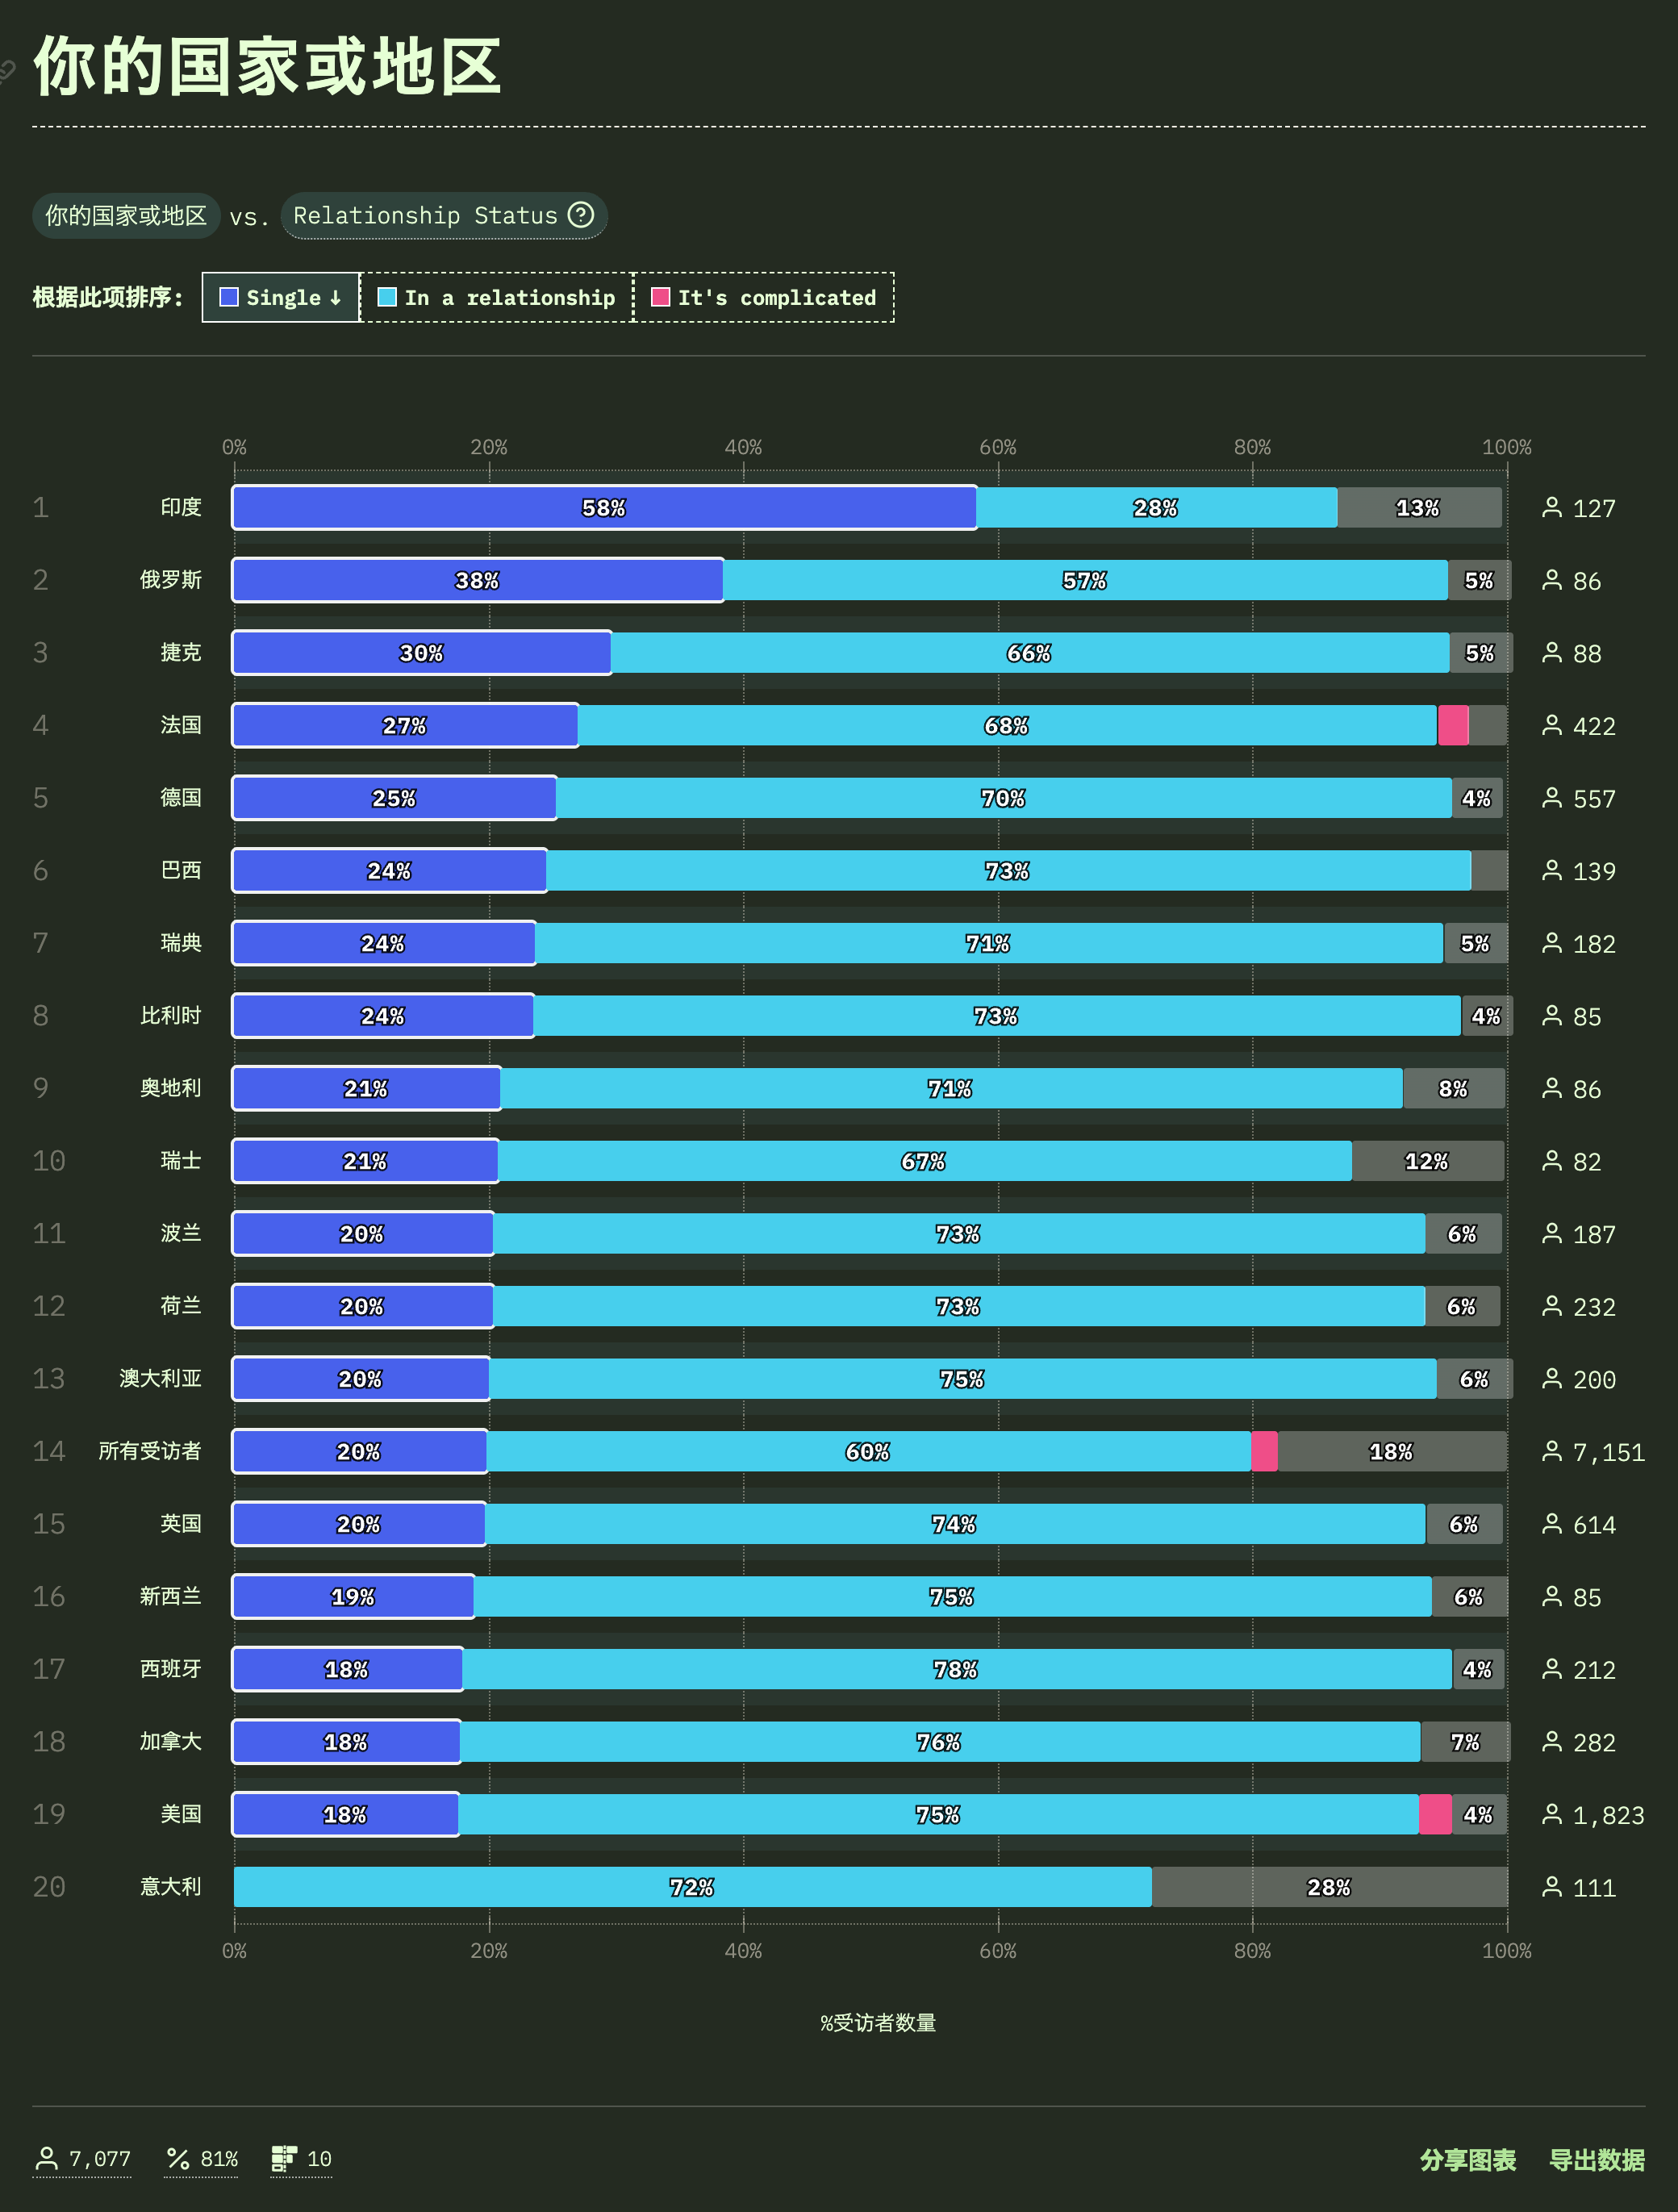 你的国家或地区
你的国家或地区 vs. Relationship Status ?
根据此项排序: Single ↓ In a relationship It's complicated
0% 20% 40% 60% 80% 100%
1 印度 58% 28% 13% 127
2 俄罗斯 38% 57% 5% 86
3 捷克 30% 66% 5% 88
4 法国 27% 68% 422
5 德国 25% 70% 4% 557
6 巴西 24% 73% 139
7 瑞典 24% 71% 5% 182
8 比利时 24% 73% 4% 85
9 奥地利 21% 71% 8% 86
10 瑞士 21% 67% 12% 82
11 波兰 20% 73% 6% 187
12 荷兰 20% 73% 6% 232
13 澳大利亚 20% 75% 6% 200
14 所有受访者 20% 60% 18% 7,151
15 英国 20% 74% 6% 614
16 新西兰 19% 75% 6% 85
17 西班牙 18% 78% 4% 212
18 加拿大 18% 76% 7% 282
19 美国 18% 75% 4% 1,823
20 意大利 72% 28% 111
0% 20% 40% 60% 80% 100%
%受访者数量
7,077 81% 10 分享图表 导出数据